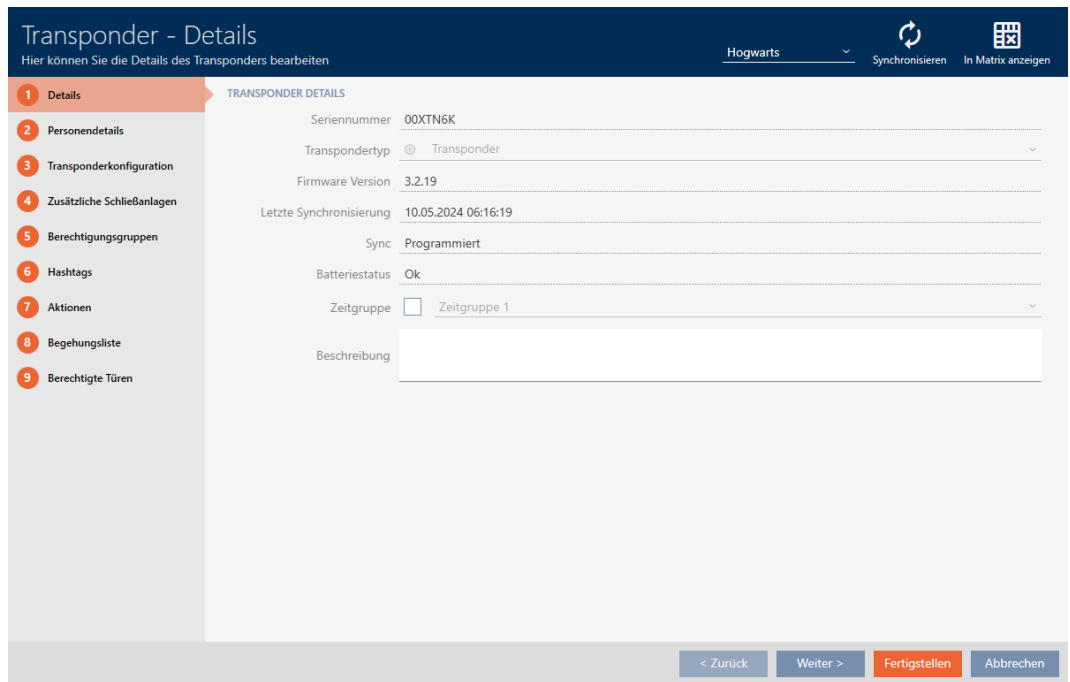 Transponder - Details
Hier können Sie die Details des Transponders bearbeiten
Hogwarts
Synchronisieren
In Matrix anzeigen
1 Details
2 Personendetails
3 Transponderkonfiguration
4 Zusätzliche Schließanlagen
5 Berechtigungsgruppen
6 Hashtags
7 Aktionen
8 Begehungsliste
9 Berechtigte Türen
TRANSPONDER DETAILS
Seriennummer 00XTN6K
Transpondertyp Transponder
Firmware Version 3.2.19
Letzte Synchronisierung 10.05.2024 06:16:19
Sync Programmiert
Batteriestatus Ok
Zeitgruppe Zeitgruppe 1
Beschreibung
< Zurück
Weiter >
Fertigstellen
Abbrechen